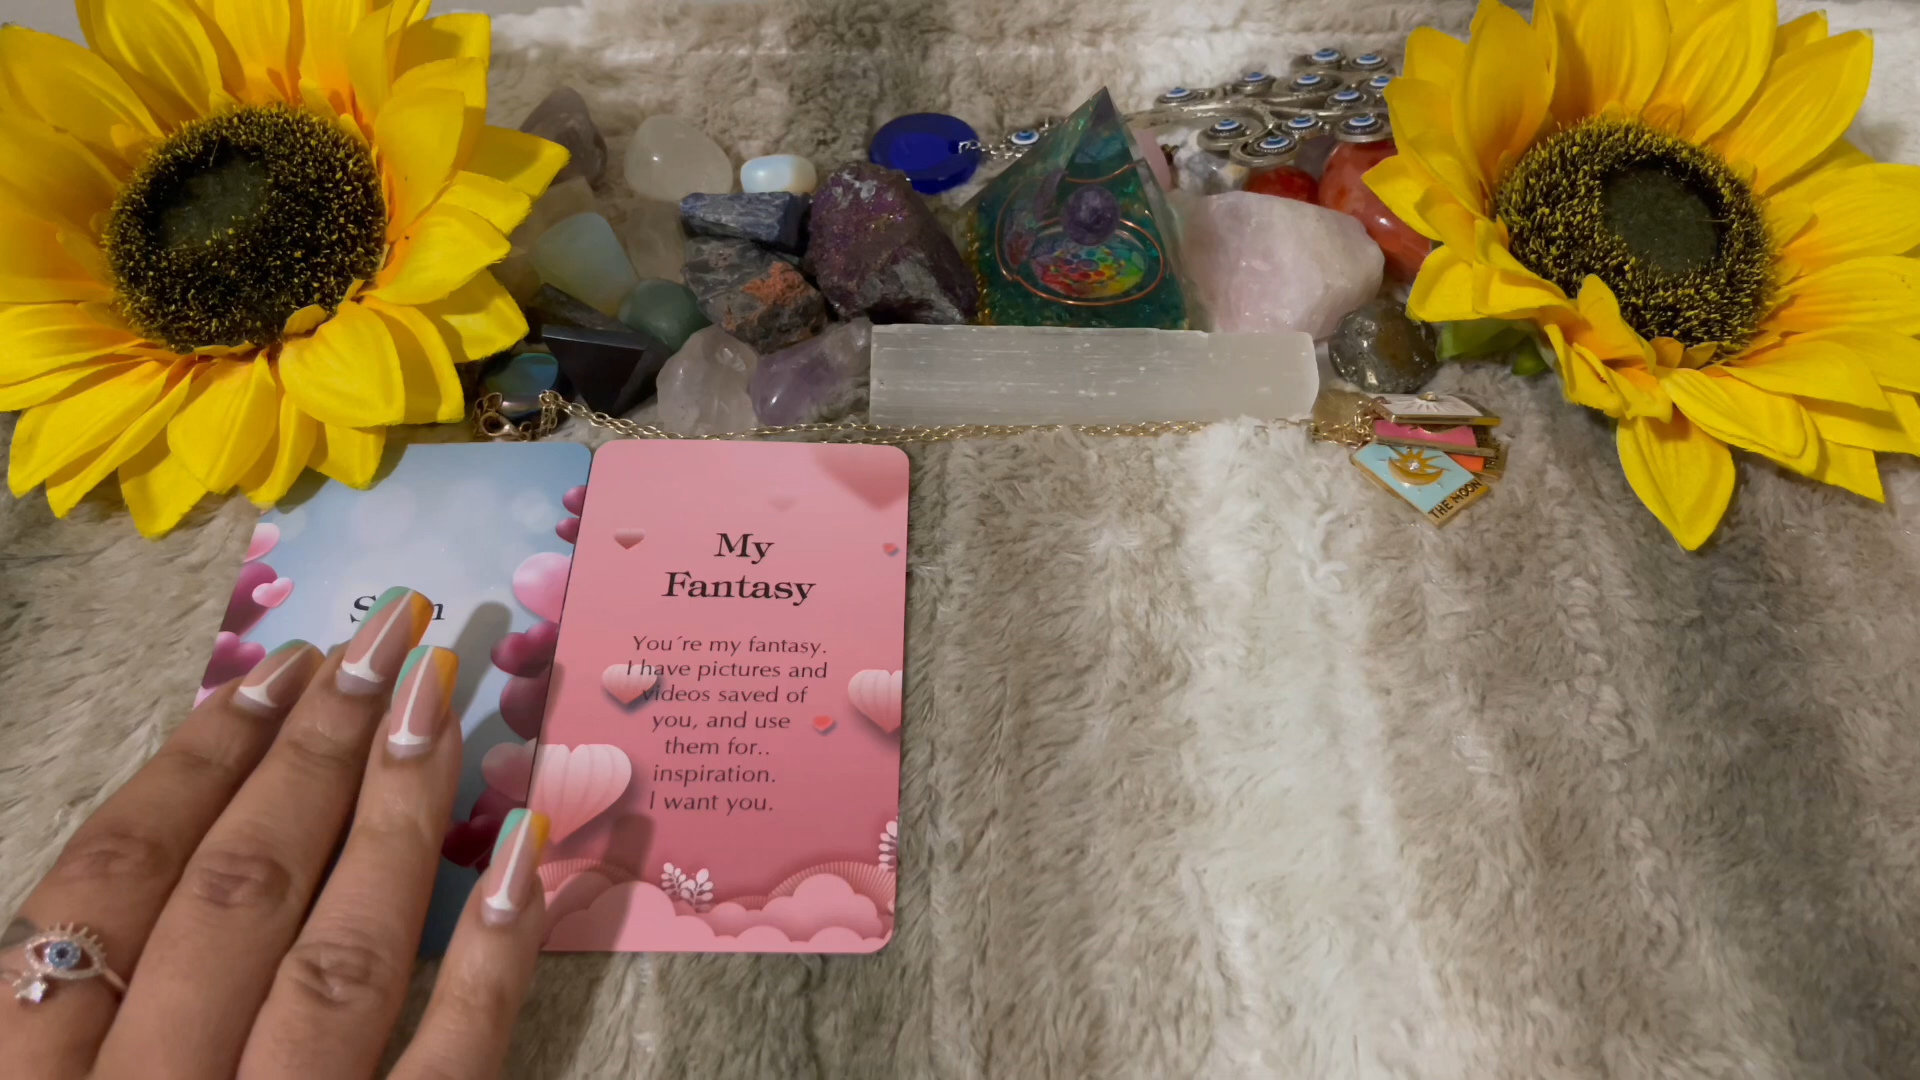 My
Fantasy
You´re my fantasy.
I have pictures and
videos saved of
you, and use
them for..
inspiration.
I want you.
THE MOON